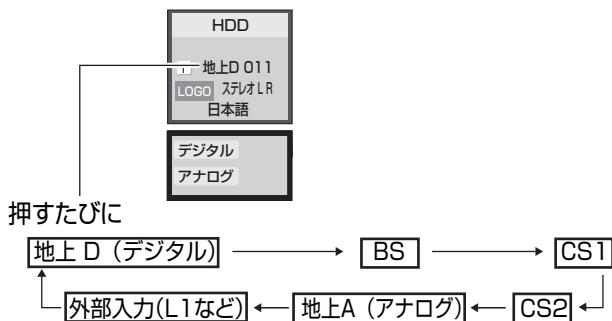 HDD
地上D 011
LOGO ステレオ L R
日本語
デジタル
アナログ
押すたびに
地上 D（デジタル） BS CS1
外部入力(L1など) 地上A（アナログ） CS2